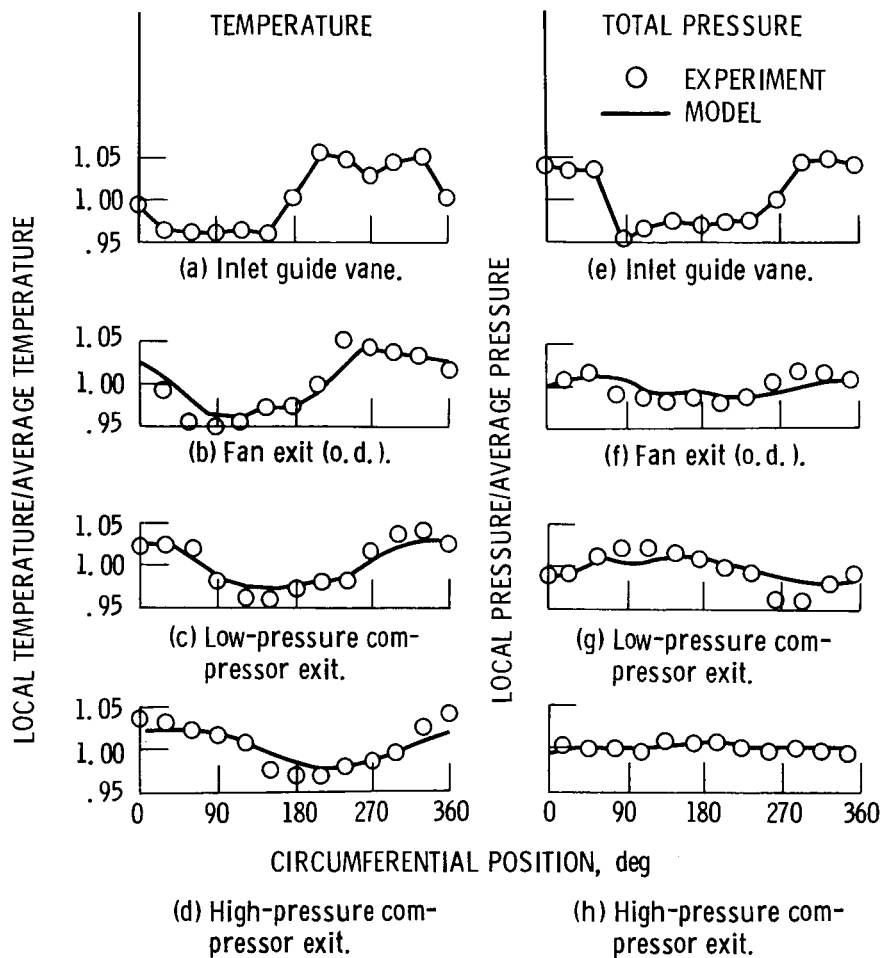 TEMPERATURE
TOTAL PRESSURE
EXPERIMENT
MODEL
LOCAL TEMPERATURE/AVERAGE TEMPERATURE
LOCAL PRESSURE/AVERAGE PRESSURE
1.05
1.00
.95
(a) Inlet guide vane.
(e) Inlet guide vane.
1.05
1.00
.95
(b) Fan exit (o.d.).
(f) Fan exit (o.d.).
1.05
1.00
.95
(c) Low-pressure com-
pressor exit.
(g) Low-pressure com-
pressor exit.
1.05
1.00
.95
0 90 180 270 360
0 90 180 270 360
CIRCUMFERENTIAL POSITION, deg
(d) High-pressure com-
pressor exit.
(h) High-pressure com-
pressor exit.